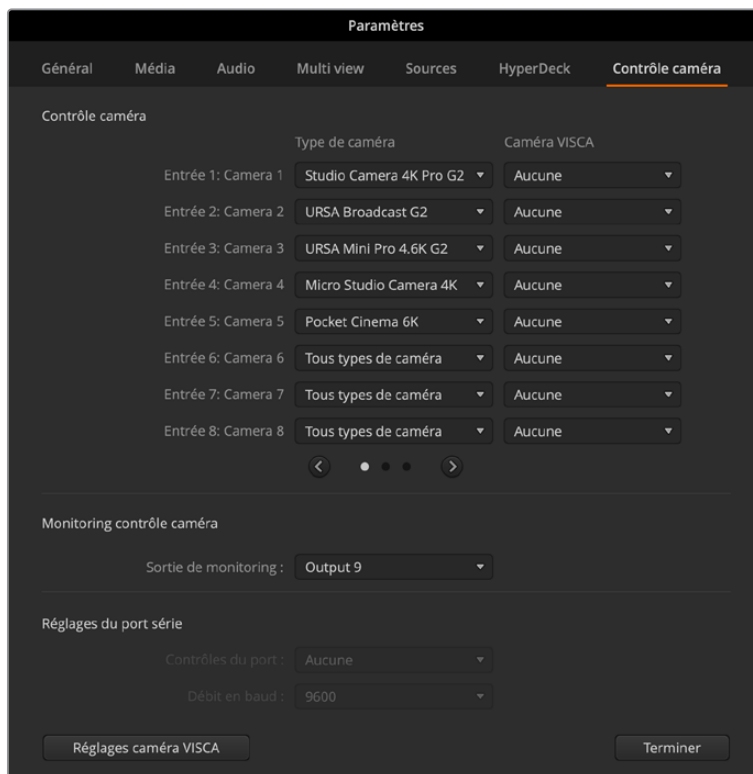 Paramètres
Général Média Audio Multi view Sources HyperDeck Contrôle caméra
Contrôle caméra
Type de caméra Caméra VISCA
Entrée 1: Camera 1 Studio Camera 4K Pro G2 Aucune
Entrée 2: Camera 2 URSA Broadcast G2 Aucune
Entrée 3: Camera 3 URSA Mini Pro 4.6K G2 Aucune
Entrée 4: Camera 4 Micro Studio Camera 4K Aucune
Entrée 5: Camera 5 Pocket Cinema 6K Aucune
Entrée 6: Camera 6 Tous types de caméra Aucune
Entrée 7: Camera 7 Tous types de caméra Aucune
Entrée 8: Camera 8 Tous types de caméra Aucune
Monitoring contrôle caméra
Sortie de monitoring : Output 9
Réglages du port série
Contrôles du port : Aucune
Débit en baud : 9600
Réglages caméra VISCA Terminer